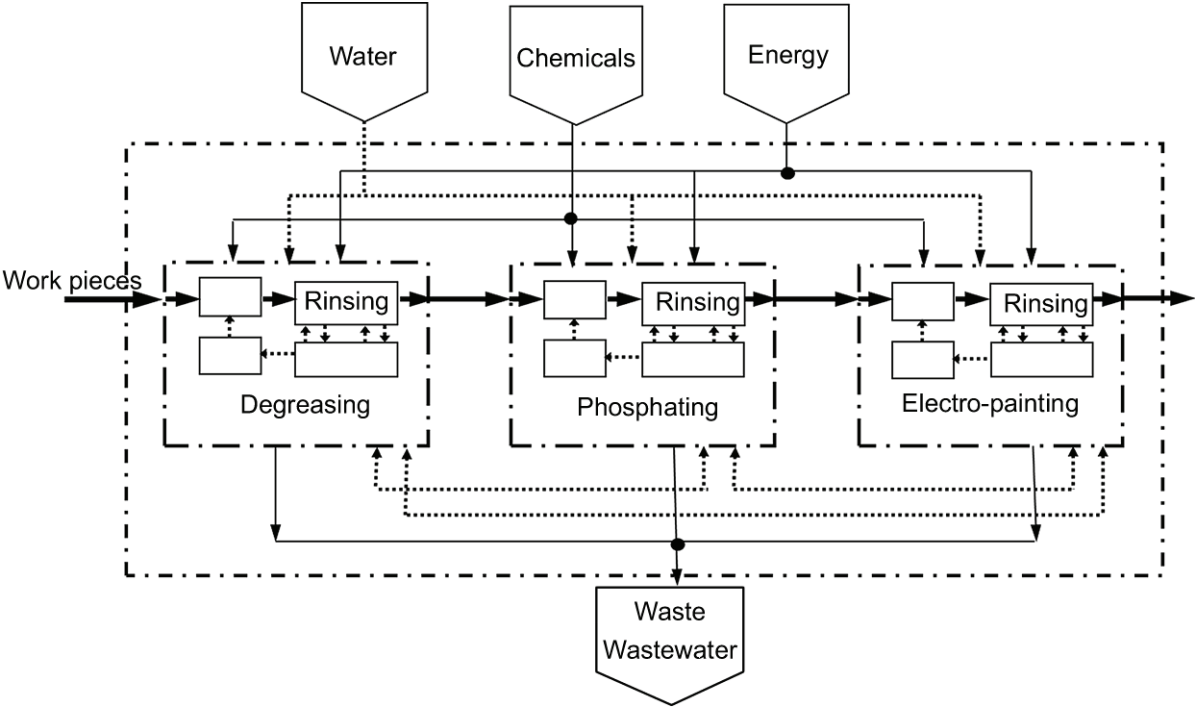 Water
Chemicals
Energy
Work pieces
Rinsing
Rinsing
Rinsing
Degreasing
Phosphating
Electro-painting
Waste
Wastewater